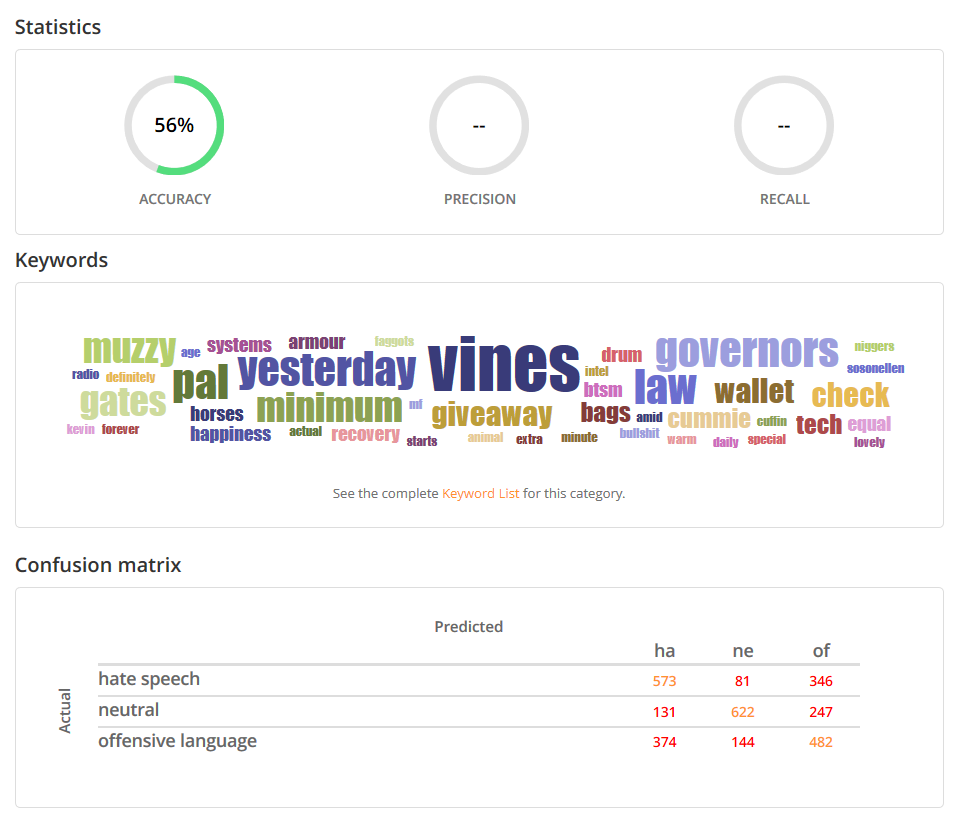 Statistics
56%
--
--
ACCURACY
PRECISION
RECALL
Keywords
muzzy age systems armour faggots vines drum governors niggers
radio definitely pal yesterday intel sosonellen
gates horses minimum mf giveaway btsm law wallet check
bags amid cummie cuffin tech equal
kevin forever happiness actual recovery starts animal extra minute bullshit warm daily special lovely
See the complete Keyword List for this category.
Confusion matrix
Predicted
ha ne of
Actual
hate speech 573 81 346
neutral 131 622 247
offensive language 374 144 482